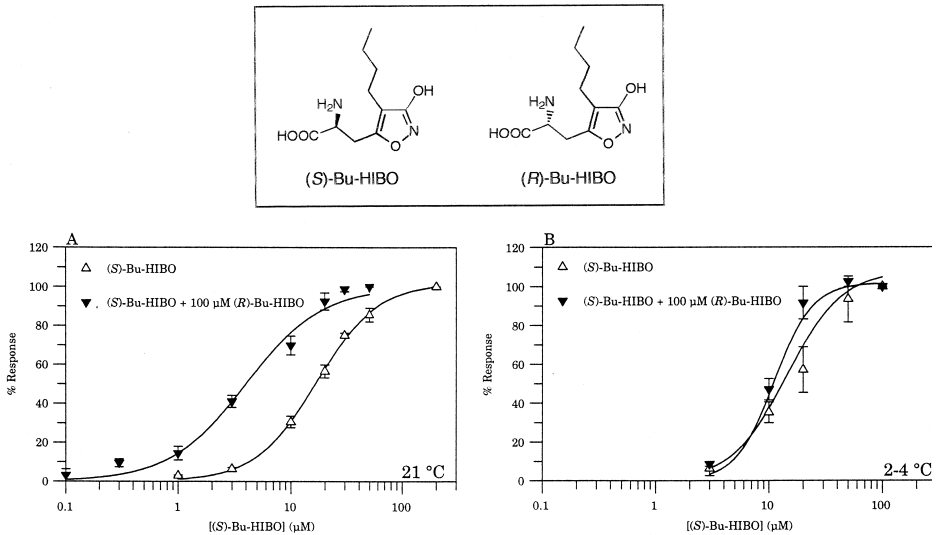 H₂N
HOOC
OH
N
O
(S)-Bu-HIBO
H₂N
HOOC
OH
N
O
(R)-Bu-HIBO
A
120
100
80
60
40
20
0
% Response
(S)-Bu-HIBO
(S)-Bu-HIBO + 100 µM (R)-Bu-HIBO
21 °C
0.1
1
10
100
[(S)-Bu-HIBO] (µM)
B
120
100
80
60
40
20
0
% Response
(S)-Bu-HIBO
(S)-Bu-HIBO + 100 µM (R)-Bu-HIBO
2-4 °C
0.1
1
10
100
[(S)-Bu-HIBO] (µM)